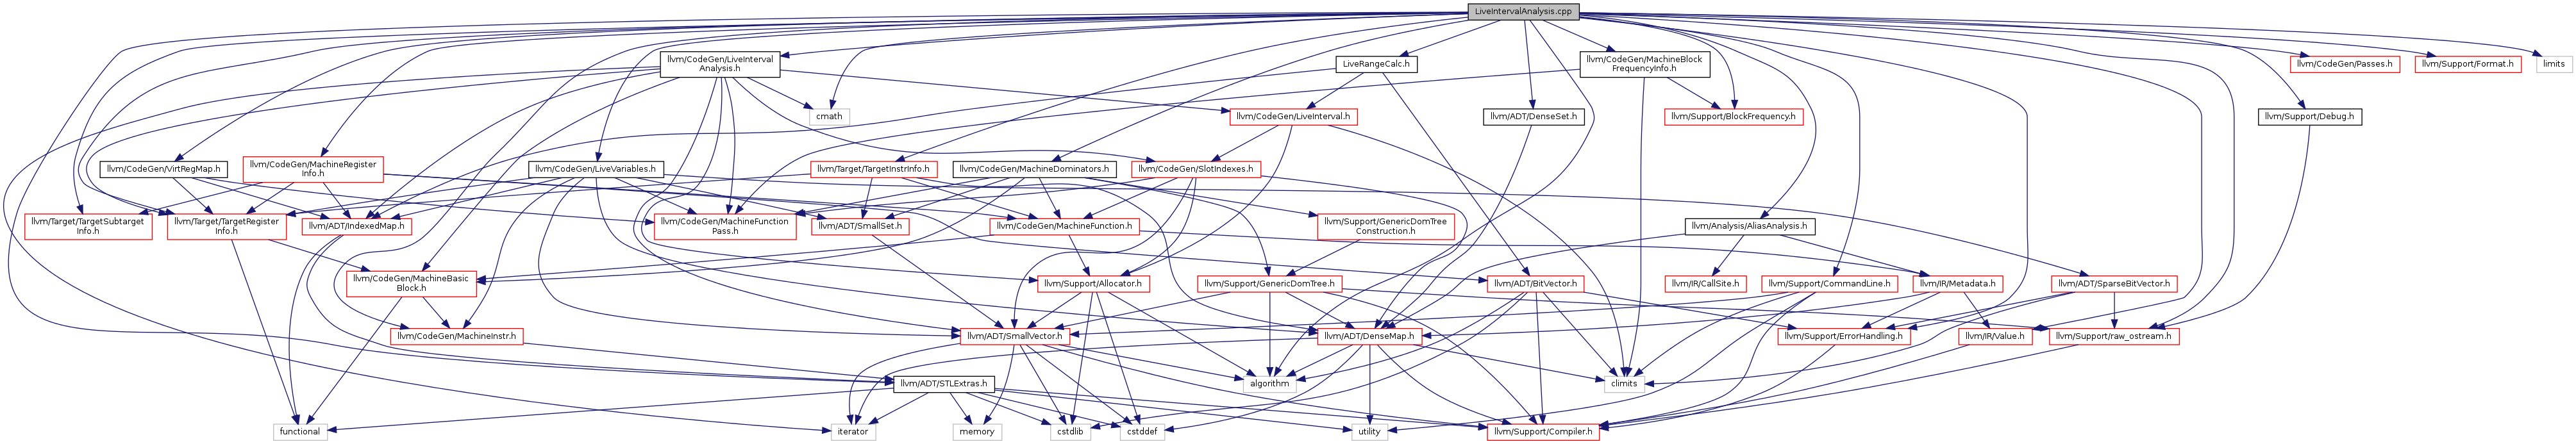 LiveIntervalAnalysis.cpp
llvm/CodeGen/LiveInterval
Analysis.h
LiveRangeCalc.h
llvm/CodeGen/MachineBlock
FrequencyInfo.h
llvm/CodeGen/Passes.h
llvm/Support/Format.h
limits
cmath
llvm/CodeGen/LiveInterval.h
llvm/ADT/DenseSet.h
llvm/Support/BlockFrequency.h
llvm/Support/Debug.h
llvm/CodeGen/VirtRegMap.h
llvm/CodeGen/MachineRegister
Info.h
llvm/CodeGen/LiveVariables.h
llvm/Target/TargetInstrInfo.h
llvm/CodeGen/MachineDominators.h
llvm/CodeGen/SlotIndexes.h
llvm/Target/TargetSubtarget
Info.h
llvm/Target/TargetRegister
Info.h
llvm/ADT/IndexedMap.h
llvm/CodeGen/MachineFunction
Pass.h
llvm/ADT/SmallSet.h
llvm/CodeGen/MachineFunction.h
llvm/Support/GenericDomTree
Construction.h
llvm/Analysis/AliasAnalysis.h
llvm/CodeGen/MachineBasic
Block.h
llvm/Support/Allocator.h
llvm/Support/GenericDomTree.h
llvm/ADT/BitVector.h
llvm/IR/CallSite.h
llvm/Support/CommandLine.h
llvm/IR/Metadata.h
llvm/ADT/SparseBitVector.h
llvm/CodeGen/MachineInstr.h
llvm/ADT/SmallVector.h
llvm/ADT/DenseMap.h
llvm/Support/ErrorHandling.h
llvm/IR/Value.h
llvm/Support/raw_ostream.h
llvm/ADT/STLExtras.h
algorithm
climits
functional
iterator
memory
cstdlib
cstddef
utility
llvm/Support/Compiler.h